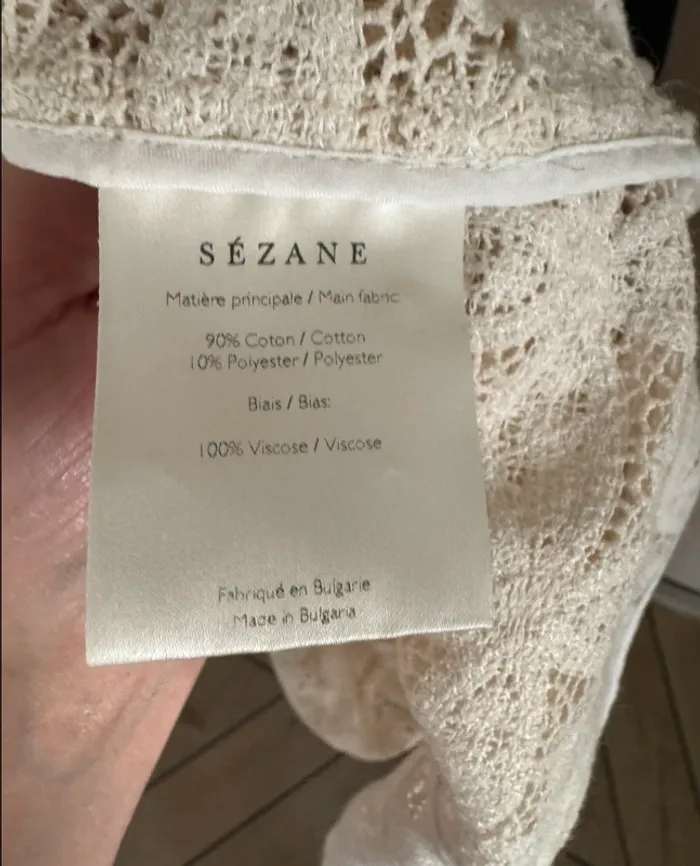 SÉZANE
Matière principale / Main fabric
90% Coton / Cotton
10% Polyester / Polyester
Biais / Bias:
100% Viscose / Viscose
Fabriqué en Bulgarie
Made in Bulgaria